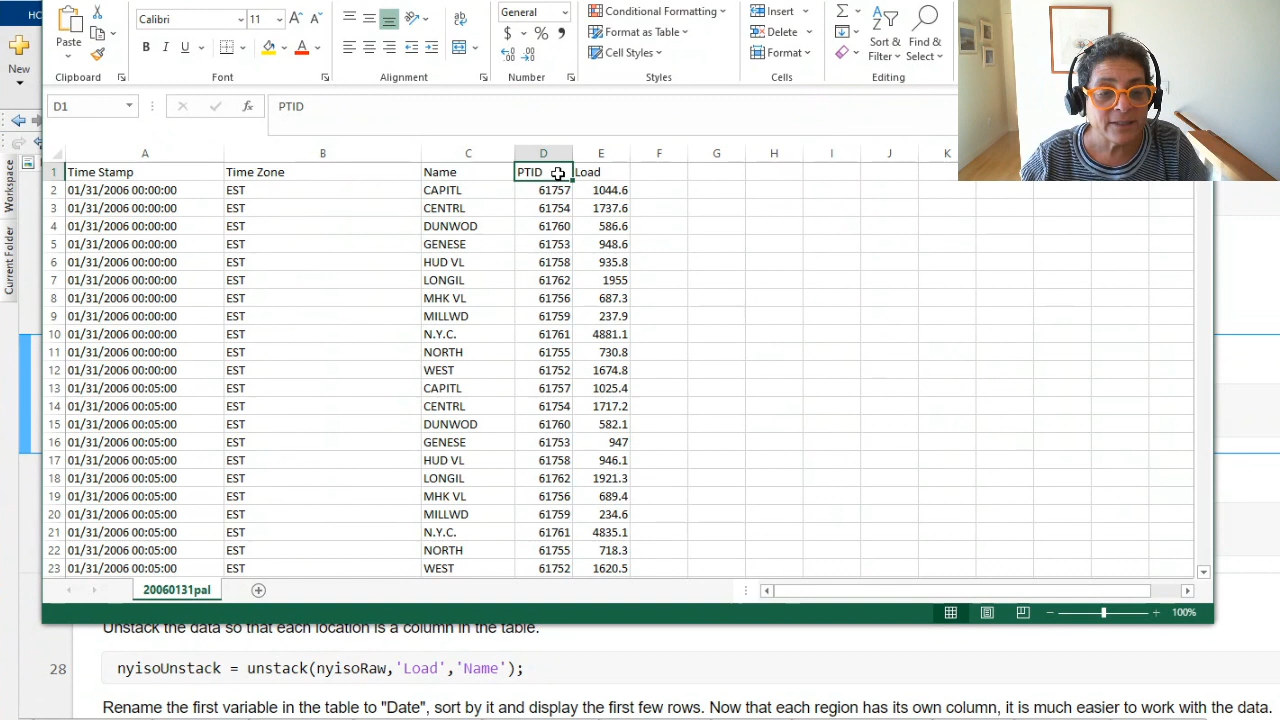 HC
New
Workspace
Current Folder
Paste
Clipboard
Calibri 11
B I U
Font
Alignment
General
$ % ,
Number
Conditional Formatting
Format as Table
Cell Styles
Styles
Insert
Delete
Format
Cells
Sort & Filter
Find & Select
Editing
D1 fx PTID
A B C D E F G H I J K
1 Time Stamp Time Zone Name PTID Load
2 01/31/2006 00:00:00 EST CAPITL 61757 1044.6
3 01/31/2006 00:00:00 EST CENTRL 61754 1737.6
4 01/31/2006 00:00:00 EST DUNWOD 61760 586.6
5 01/31/2006 00:00:00 EST GENESE 61753 948.6
6 01/31/2006 00:00:00 EST HUD VL 61758 935.8
7 01/31/2006 00:00:00 EST LONGIL 61762 1955
8 01/31/2006 00:00:00 EST MHK VL 61756 687.3
9 01/31/2006 00:00:00 EST MILLWD 61759 237.9
10 01/31/2006 00:00:00 EST N.Y.C. 61761 4881.1
11 01/31/2006 00:00:00 EST NORTH 61755 730.8
12 01/31/2006 00:00:00 EST WEST 61752 1674.8
13 01/31/2006 00:05:00 EST CAPITL 61757 1025.4
14 01/31/2006 00:05:00 EST CENTRL 61754 1717.2
15 01/31/2006 00:05:00 EST DUNWOD 61760 582.1
16 01/31/2006 00:05:00 EST GENESE 61753 947
17 01/31/2006 00:05:00 EST HUD VL 61758 946.1
18 01/31/2006 00:05:00 EST LONGIL 61762 1921.3
19 01/31/2006 00:05:00 EST MHK VL 61756 689.4
20 01/31/2006 00:05:00 EST MILLWD 61759 234.6
21 01/31/2006 00:05:00 EST N.Y.C. 61761 4835.1
22 01/31/2006 00:05:00 EST NORTH 61755 718.3
23 01/31/2006 00:05:00 EST WEST 61752 1620.5
20060131pal
100%
Unstack the data so that each location is a column in the table.
28 nyisoUnstack = unstack(nyisoRaw,'Load','Name');
Rename the first variable in the table to "Date", sort by it and display the first few rows. Now that each region has its own column, it is much easier to work with the data.